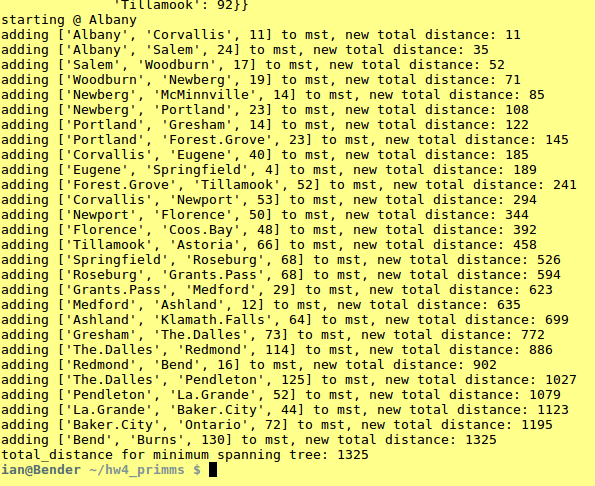 'Tillamook': 92}}
starting @ Albany
adding ['Albany', 'Corvallis', 11] to mst, new total distance: 11
adding ['Albany', 'Salem', 24] to mst, new total distance: 35
adding ['Salem', 'Woodburn', 17] to mst, new total distance: 52
adding ['Woodburn', 'Newberg', 19] to mst, new total distance: 71
adding ['Newberg', 'McMinnville', 14] to mst, new total distance: 85
adding ['Newberg', 'Portland', 23] to mst, new total distance: 108
adding ['Portland', 'Gresham', 14] to mst, new total distance: 122
adding ['Portland', 'Forest.Grove', 23] to mst, new total distance: 145
adding ['Corvallis', 'Eugene', 40] to mst, new total distance: 185
adding ['Eugene', 'Springfield', 4] to mst, new total distance: 189
adding ['Forest.Grove', 'Tillamook', 52] to mst, new total distance: 241
adding ['Corvallis', 'Newport', 53] to mst, new total distance: 294
adding ['Newport', 'Florence', 50] to mst, new total distance: 344
adding ['Florence', 'Coos.Bay', 48] to mst, new total distance: 392
adding ['Tillamook', 'Astoria', 66] to mst, new total distance: 458
adding ['Springfield', 'Roseburg', 68] to mst, new total distance: 526
adding ['Roseburg', 'Grants.Pass', 68] to mst, new total distance: 594
adding ['Grants.Pass', 'Medford', 29] to mst, new total distance: 623
adding ['Medford', 'Ashland', 12] to mst, new total distance: 635
adding ['Ashland', 'Klamath.Falls', 64] to mst, new total distance: 699
adding ['Gresham', 'The.Dalles', 73] to mst, new total distance: 772
adding ['The.Dalles', 'Redmond', 114] to mst, new total distance: 886
adding ['Redmond', 'Bend', 16] to mst, new total distance: 902
adding ['The.Dalles', 'Pendleton', 125] to mst, new total distance: 1027
adding ['Pendleton', 'La.Grande', 52] to mst, new total distance: 1079
adding ['La.Grande', 'Baker.City', 44] to mst, new total distance: 1123
adding ['Baker.City', 'Ontario', 72] to mst, new total distance: 1195
adding ['Bend', 'Burns', 130] to mst, new total distance: 1325
total_distance for minimum spanning tree: 1325
ian@Bender ~/hw4_primms $